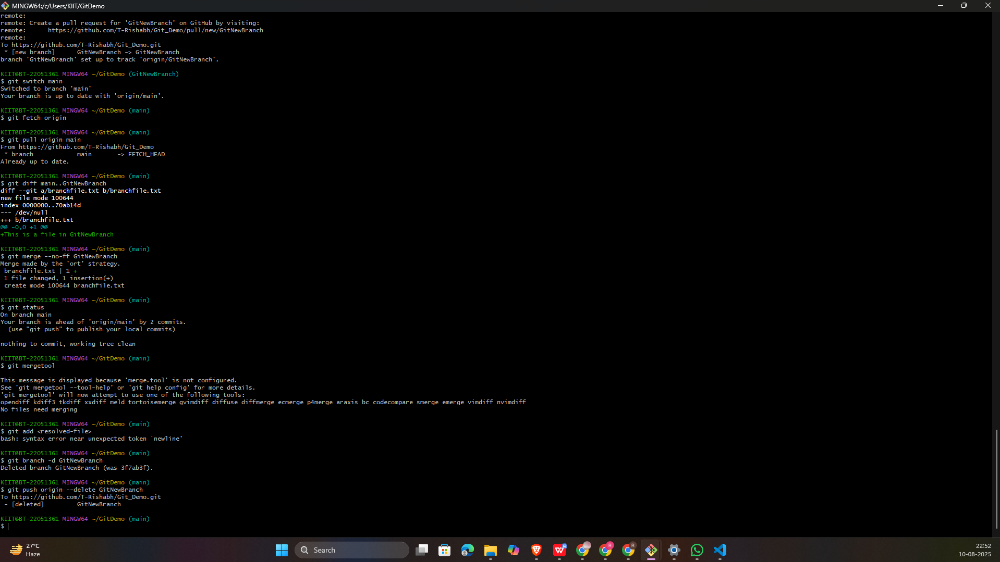 MINGW64:/c/Users/KIIT/GitDemo
remote:
remote: Create a pull request for 'GitNewBranch' on GitHub by visiting:
remote:      https://github.com/T-Rishabh/Git_Demo/pull/new/GitNewBranch
remote:
To https://github.com/T-Rishabh/Git_Demo.git
 * [new branch]      GitNewBranch -> GitNewBranch
branch 'GitNewBranch' set up to track 'origin/GitNewBranch'.
KIIT@BT-22051361 MINGW64 ~/GitDemo (GitNewBranch)
$ git switch main
Switched to branch 'main'
Your branch is up to date with 'origin/main'.
KIIT@BT-22051361 MINGW64 ~/GitDemo (main)
$ git fetch origin
KIIT@BT-22051361 MINGW64 ~/GitDemo (main)
$ git pull origin main
From https://github.com/T-Rishabh/Git_Demo
 * branch            main       -> FETCH_HEAD
Already up to date.
KIIT@BT-22051361 MINGW64 ~/GitDemo (main)
$ git diff main..GitNewBranch
diff --git a/branchfile.txt b/branchfile.txt
new file mode 100644
index 0000000..70ab14d
--- /dev/null
+++ b/branchfile.txt
@@ -0,0 +1 @@
+This is a file in GitNewBranch
KIIT@BT-22051361 MINGW64 ~/GitDemo (main)
$ git merge --no-ff GitNewBranch
Merge made by the 'ort' strategy.
 branchfile.txt | 1 +
 1 file changed, 1 insertion(+)
 create mode 100644 branchfile.txt
KIIT@BT-22051361 MINGW64 ~/GitDemo (main)
$ git status
On branch main
Your branch is ahead of 'origin/main' by 2 commits.
  (use "git push" to publish your local commits)
nothing to commit, working tree clean
KIIT@BT-22051361 MINGW64 ~/GitDemo (main)
$ git mergetool
This message is displayed because 'merge.tool' is not configured.
See 'git mergetool --tool-help' or 'git help config' for more details.
'git mergetool' will now attempt to use one of the following tools:
opendiff kdiff3 tkdiff xxdiff meld tortoisemerge gvimdiff diffuse diffmerge ecmerge p4merge araxis bc codecompare smerge emerge vimdiff nvimdiff
No files need merging
KIIT@BT-22051361 MINGW64 ~/GitDemo (main)
$ git add <resolved-file>
bash: syntax error near unexpected token `newline'
KIIT@BT-22051361 MINGW64 ~/GitDemo (main)
$ git branch -d GitNewBranch
Deleted branch GitNewBranch (was 3f7ab3f).
KIIT@BT-22051361 MINGW64 ~/GitDemo (main)
$ git push origin --delete GitNewBranch
To https://github.com/T-Rishabh/Git_Demo.git
 - [deleted]         GitNewBranch
KIIT@BT-22051361 MINGW64 ~/GitDemo (main)
$
27°C
Haze
Search
22:52
10-08-2025